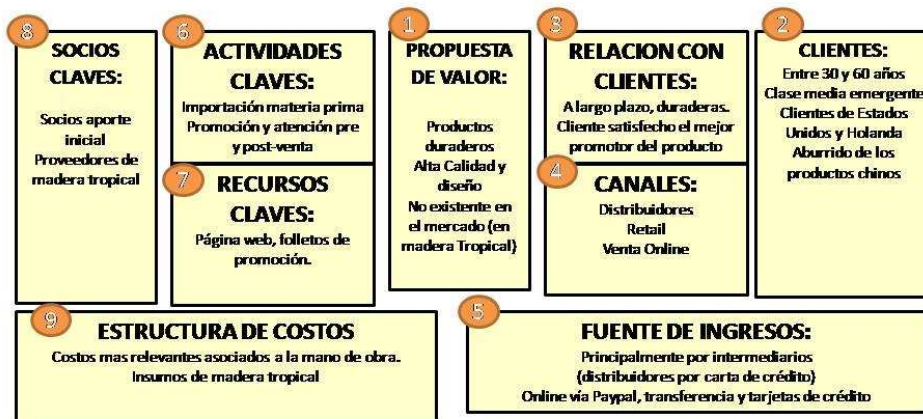 8
SOCIOS
CLAVES:
Socios aporte
inicial
Proveedores de
madera tropical
6
ACTIVIDADES
CLAVES:
Importación materia prima
Promoción y atención pre
y post-venta
7
RECURSOS
CLAVES:
Página web, folletos de
promoción.
1
PROPUESTA
DE VALOR:
Productos
duraderos
Alta Calidad y
diseño
No existente en
el mercado (en
madera Tropical)
3
RELACION CON
CLIENTES:
A largo plazo, duraderas.
Cliente satisfecho el mejor
promotor del producto
4
CANALES:
Distribuidores
Retail
Venta Online
2
CLIENTES:
Entre 30 y 60 años
Clase media emergente
Clientes de Estados
Unidos y Holanda
Aburrido de los
productos chinos
9
ESTRUCTURA DE COSTOS
Costos mas relevantes asociados a la mano de obra.
Insumos de madera tropical
5
FUENTE DE INGRESOS:
Principalmente por intermediarios
(distribuidores por carta de crédito)
Online vía Paypal, transferencia y tarjetas de crédito